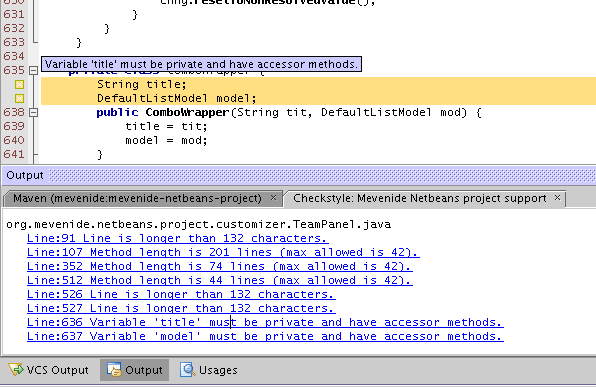 chng.resetToNonResolvedValue();
631 }
632 }
633 }
634
Variable 'title' must be private and have accessor methods.
635 private class ComboWrapper {
String title;
DefaultListModel model;
638 public ComboWrapper(String tit, DefaultListModel mod) {
639 title = tit;
640 model = mod;
641 }
Output
Maven (mevenide:mevenide-netbeans-project) × Checkstyle: Mevenide Netbeans project support ×
org.mevenide.netbeans.project.customizer.TeamPanel.java
Line:91 Line is longer than 132 characters.
Line:107 Method length is 201 lines (max allowed is 42).
Line:352 Method length is 74 lines (max allowed is 42).
Line:512 Method length is 44 lines (max allowed is 42).
Line:526 Line is longer than 132 characters.
Line:527 Line is longer than 132 characters.
Line:636 Variable 'title' must be private and have accessor methods.
Line:637 Variable 'model' must be private and have accessor methods.
VCS Output Output Usages